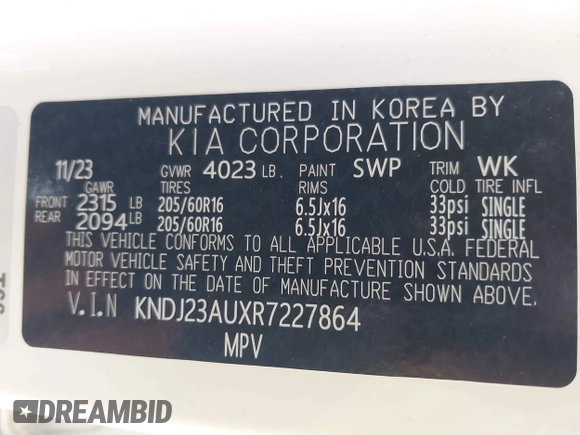 MANUFACTURED IN KOREA BY
KIA CORPORATION
11/23 GVWR 4023 LB PAINT SWP TRIM WK
GAWR TIRES RIMS COLD TIRE INFL
FRONT 2315 LB 205/60R16 6.5Jx16 33psi SINGLE
REAR 2094 LB 205/60R16 6.5Jx16 33psi SINGLE
THIS VEHICLE CONFORMS TO ALL APPLICABLE U.S.A. FEDERAL
MOTOR VEHICLE SAFETY AND THEFT PREVENTION STANDARDS
IN EFFECT ON THE DATE OF MANUFACTURE SHOWN ABOVE.
V.I.N KNDJ23AUXR7227864
MPV
DREAMBID